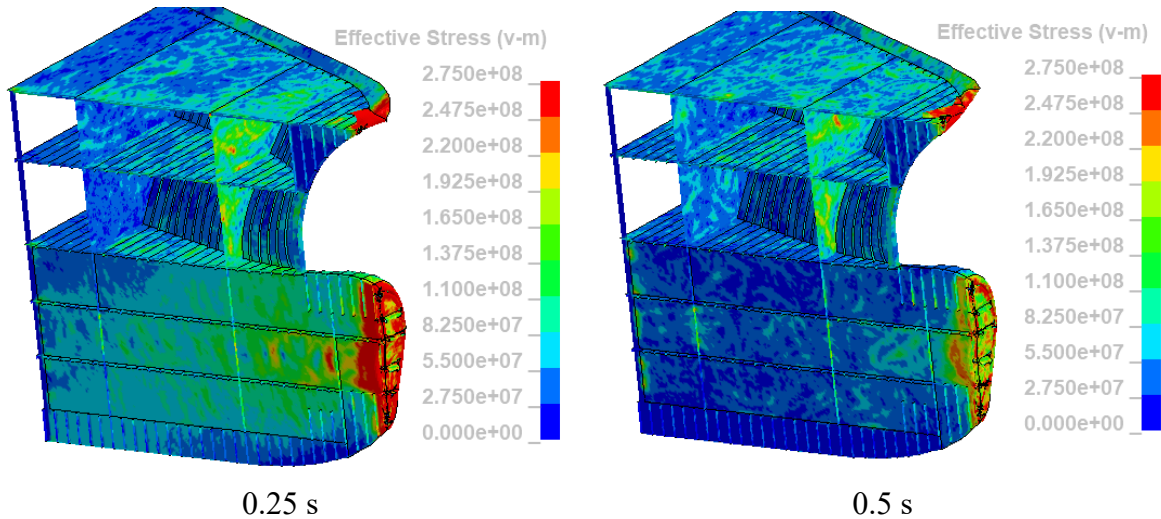 Effective Stress (v-m)
2.750e+08
2.475e+08
2.200e+08
1.925e+08
1.650e+08
1.375e+08
1.100e+08
8.250e+07
5.500e+07
2.750e+07
0.000e+00
0.25 s
Effective Stress (v-m)
2.750e+08
2.475e+08
2.200e+08
1.925e+08
1.650e+08
1.375e+08
1.100e+08
8.250e+07
5.500e+07
2.750e+07
0.000e+00
0.5 s